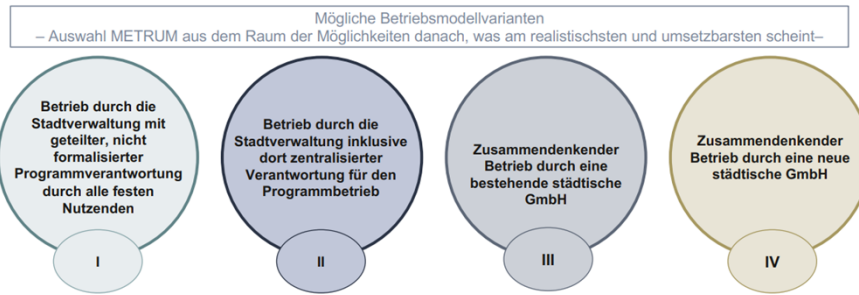 Mögliche Betriebsmodellvarianten
– Auswahl METRUM aus dem Raum der Möglichkeiten danach, was am realistischsten und umsetzbarsten scheint–
Betrieb durch die
Stadtverwaltung mit
geteilter, nicht
formalisierter
Programmverantwortung
durch alle festen
Nutzenden
I
Betrieb durch die
Stadtverwaltung inklusive
dort zentralisierter
Verantwortung für den
Programmbetrieb
II
Zusammendenkender
Betrieb durch eine
bestehende städtische
GmbH
III
Zusammendenkender
Betrieb durch eine neue
städtische GmbH
IV